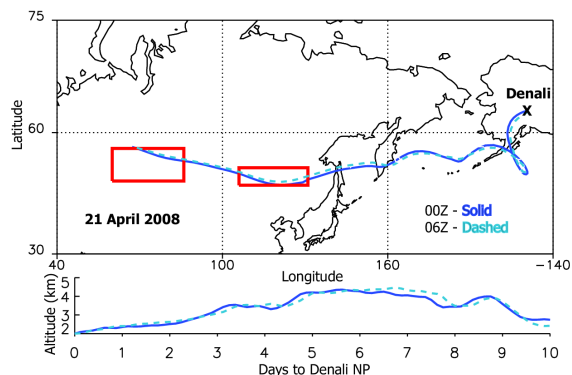 75
60
30
Latitude
Denali
X
21 April 2008
00Z - Solid
06Z - Dashed
40
100
160
−140
Longitude
5
4
3
2
Altitude (km)
0
1
2
3
4
5
6
7
8
9
10
Days to Denali NP